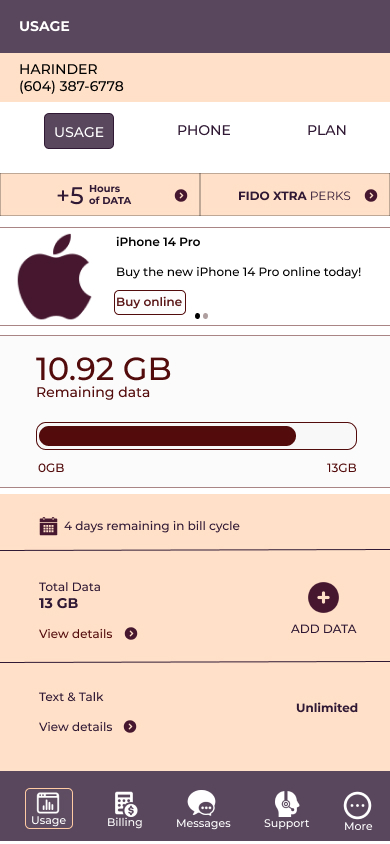 USAGE
HARINDER
(604) 387-6778
USAGE PHONE PLAN
+5 Hours of DATA
FIDO XTRA PERKS
iPhone 14 Pro
Buy the new iPhone 14 Pro online today!
Buy online
10.92 GB
Remaining data
0GB 13GB
4 days remaining in bill cycle
Total Data
13 GB
View details
ADD DATA
Text & Talk
Unlimited
View details
Usage Billing Messages Support More